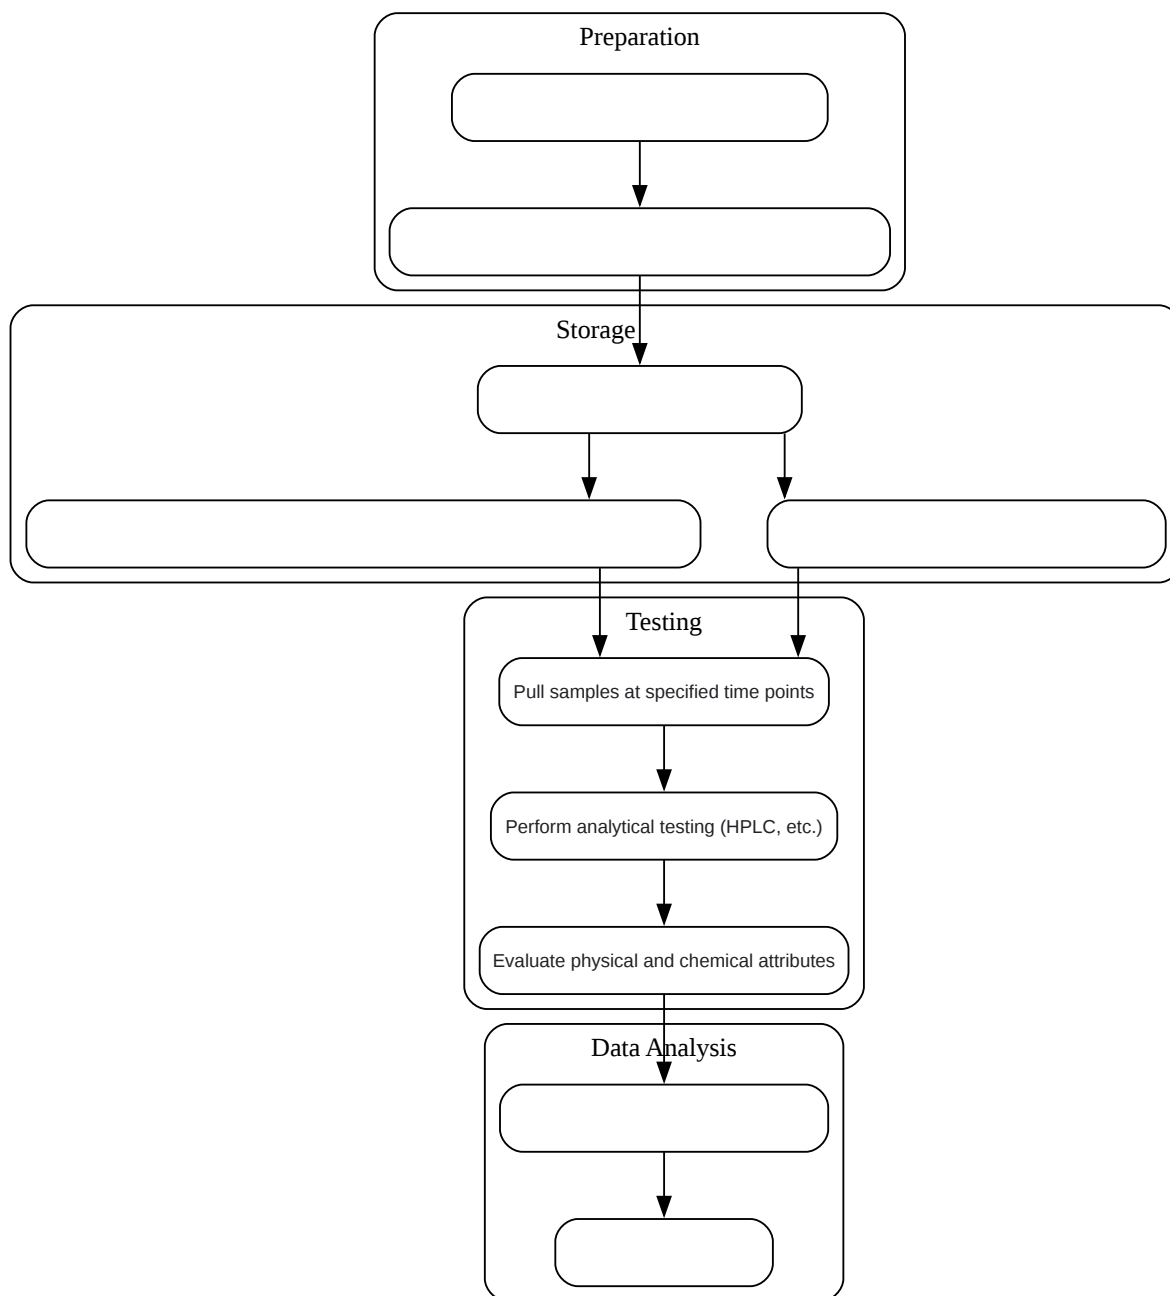 Preparation
Storage
Testing
Pull samples at specified time points
Perform analytical testing (HPLC, etc.)
Evaluate physical and chemical attributes
Data Analysis